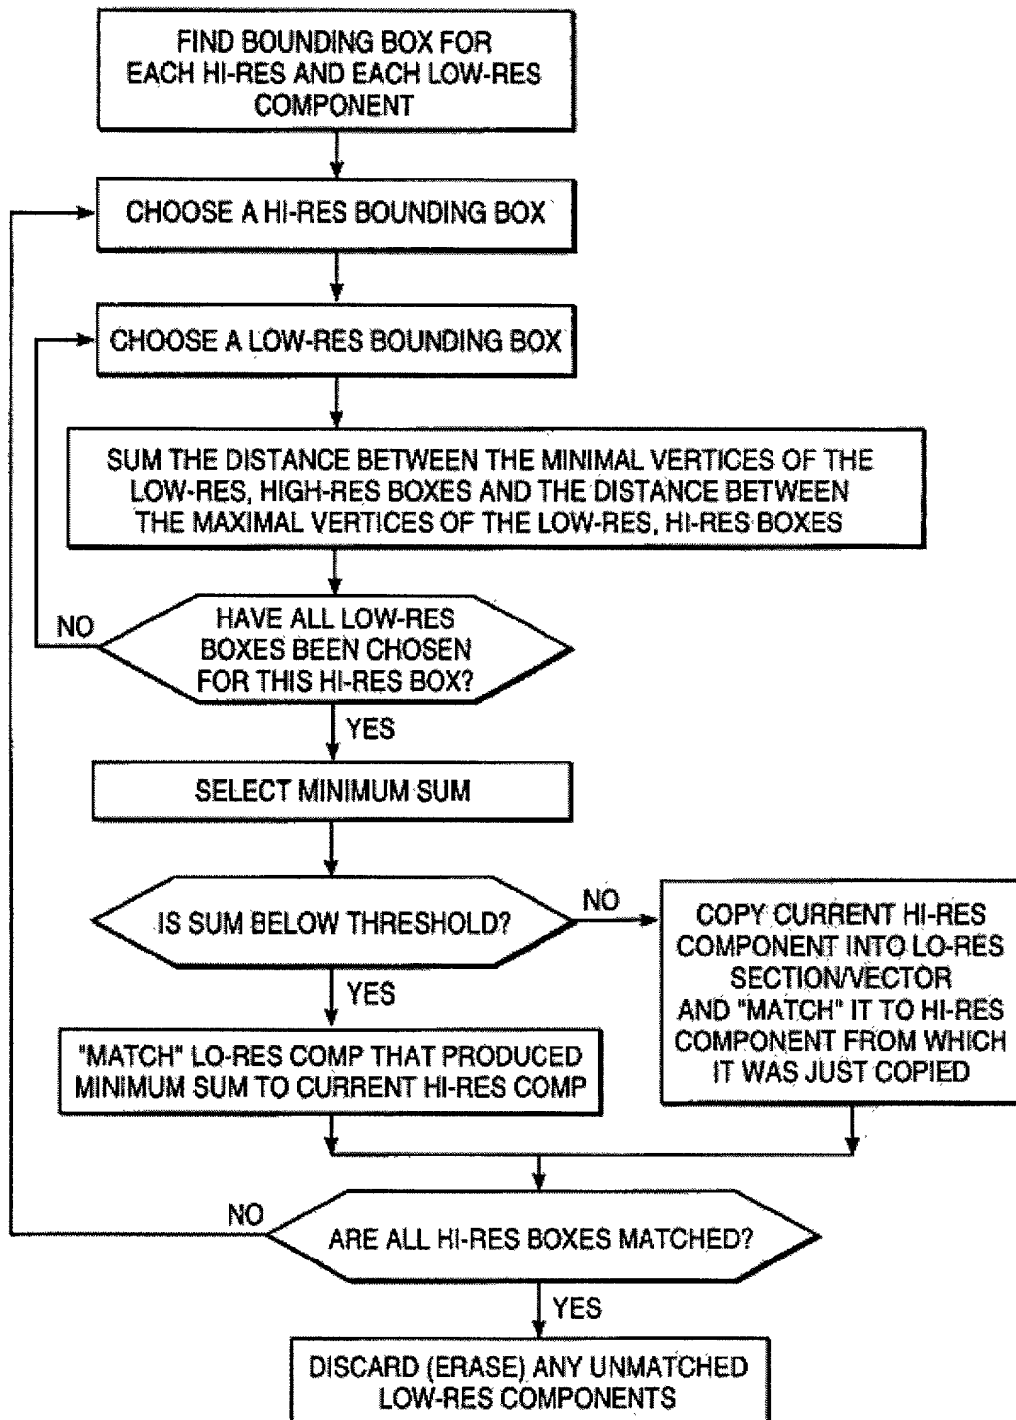 FIND BOUNDING BOX FOR
EACH HI-RES AND EACH LOW-RES
COMPONENT
CHOOSE A HI-RES BOUNDING BOX
CHOOSE A LOW-RES BOUNDING BOX
SUM THE DISTANCE BETWEEN THE MINIMAL VERTICES OF THE
LOW-RES, HIGH-RES BOXES AND THE DISTANCE BETWEEN
THE MAXIMAL VERTICES OF THE LOW-RES, HI-RES BOXES
NO
HAVE ALL LOW-RES
BOXES BEEN CHOSEN
FOR THIS HI-RES BOX?
YES
SELECT MINIMUM SUM
IS SUM BELOW THRESHOLD?
NO
COPY CURRENT HI-RES
COMPONENT INTO LO-RES
SECTION/VECTOR
AND "MATCH" IT TO HI-RES
COMPONENT FROM WHICH
IT WAS JUST COPIED
YES
"MATCH" LO-RES COMP THAT PRODUCED
MINIMUM SUM TO CURRENT HI-RES COMP
NO
ARE ALL HI-RES BOXES MATCHED?
YES
DISCARD (ERASE) ANY UNMATCHED
LOW-RES COMPONENTS